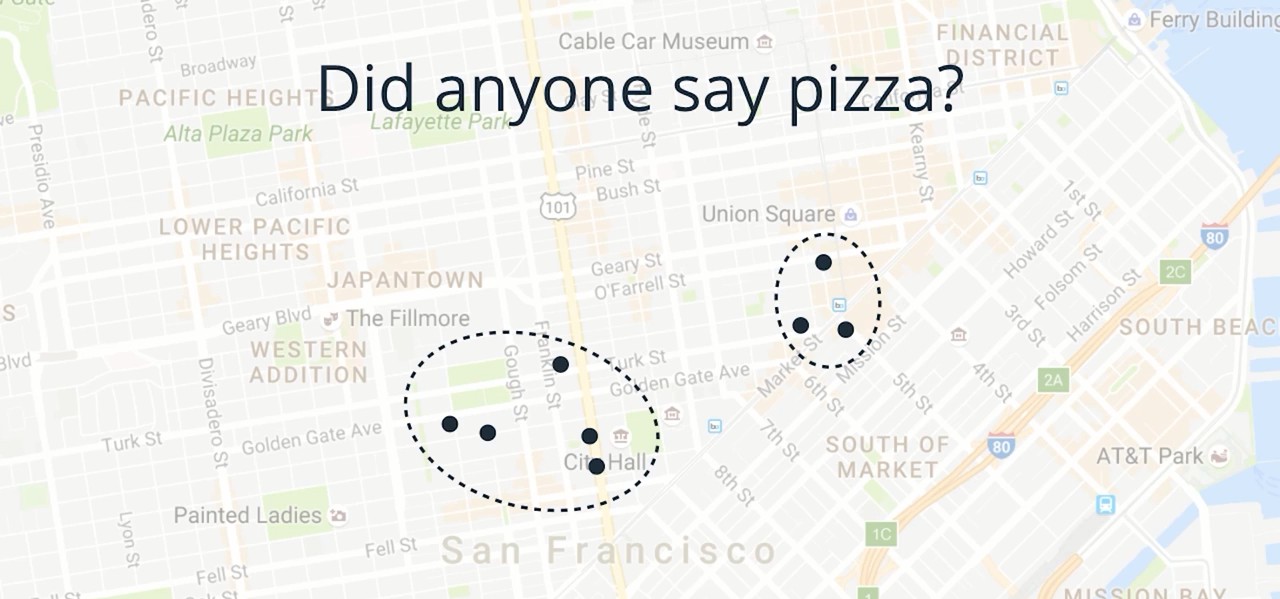 Ferry Building
Cable Car Museum
FINANCIAL
DISTRICT
Broadway
Did anyone say pizza?
PACIFIC HEIGHTS
Lafayette Park
Alta Plaza Park
Presidio Ave
Kearny St
Pine St
Bush St
California St
101
1st St
Union Square
Howard St
LOWER PACIFIC
HEIGHTS
80
Folsom St
Geary St
2C
JAPANTOWN
O'Farrell St
Harrison St
Geary Blvd
The Fillmore
3rd St
SOUTH BEAC
WESTERN
ADDITION
Blvd
Franklin St
Gough St
Turk St
Golden Gate Ave
Market St
Mission St
6th St
5th St
4th St
2A
Divisadero St
Turk St
Golden Gate Ave
7th St
SOUTH OF
MARKET
80
AT&T Park
City Hall
8th St
Painted Ladies
Lyon St
1C
Fell St
San Francisco
Fell St
MISSION BAY